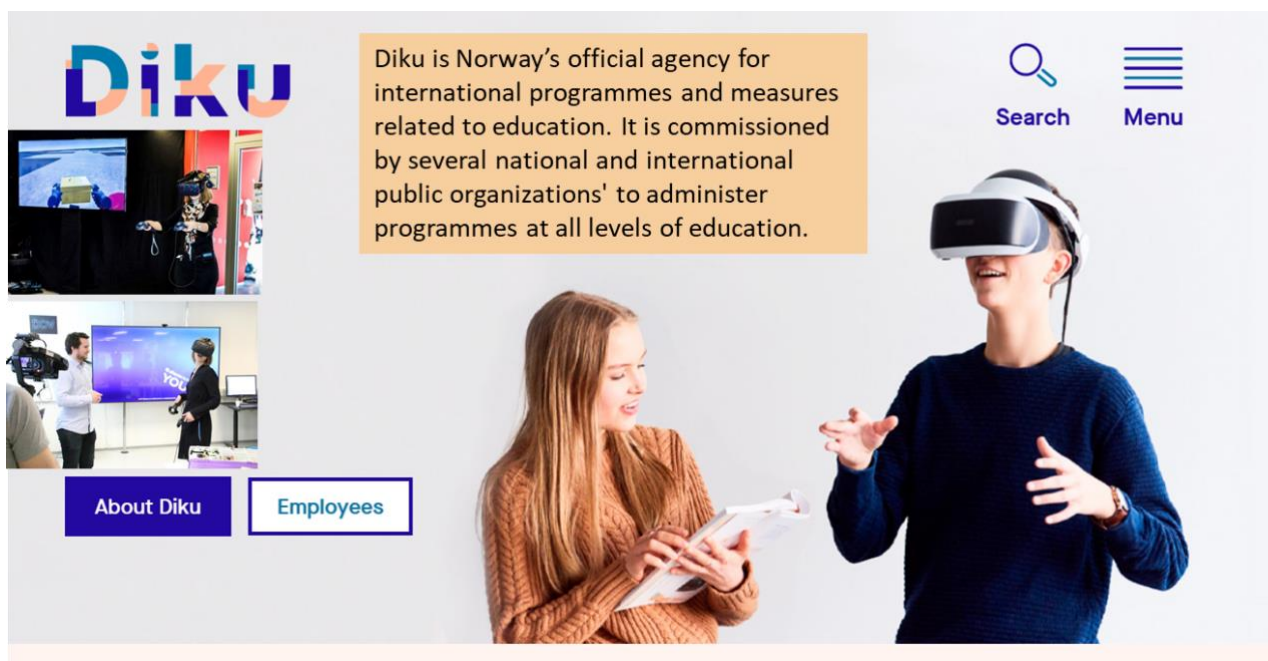 Diku
Diku is Norway's official agency for
international programmes and measures
related to education. It is commissioned
by several national and international
public organizations' to administer
programmes at all levels of education.
Search
Menu
YOU
About Diku
Employees